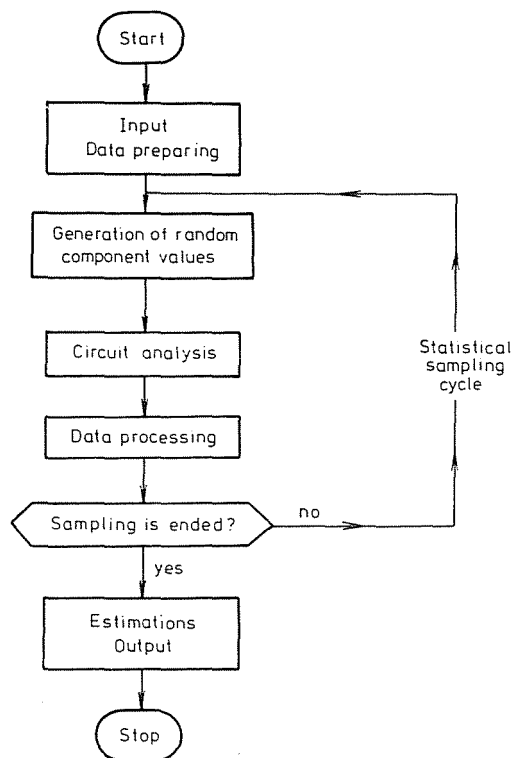 Start
Input
Data preparing
Generation of random
component values
Circuit analysis
Data processing
Sampling is ended?
no
Statistical
sampling
cycle
yes
Estimations
Output
Stop